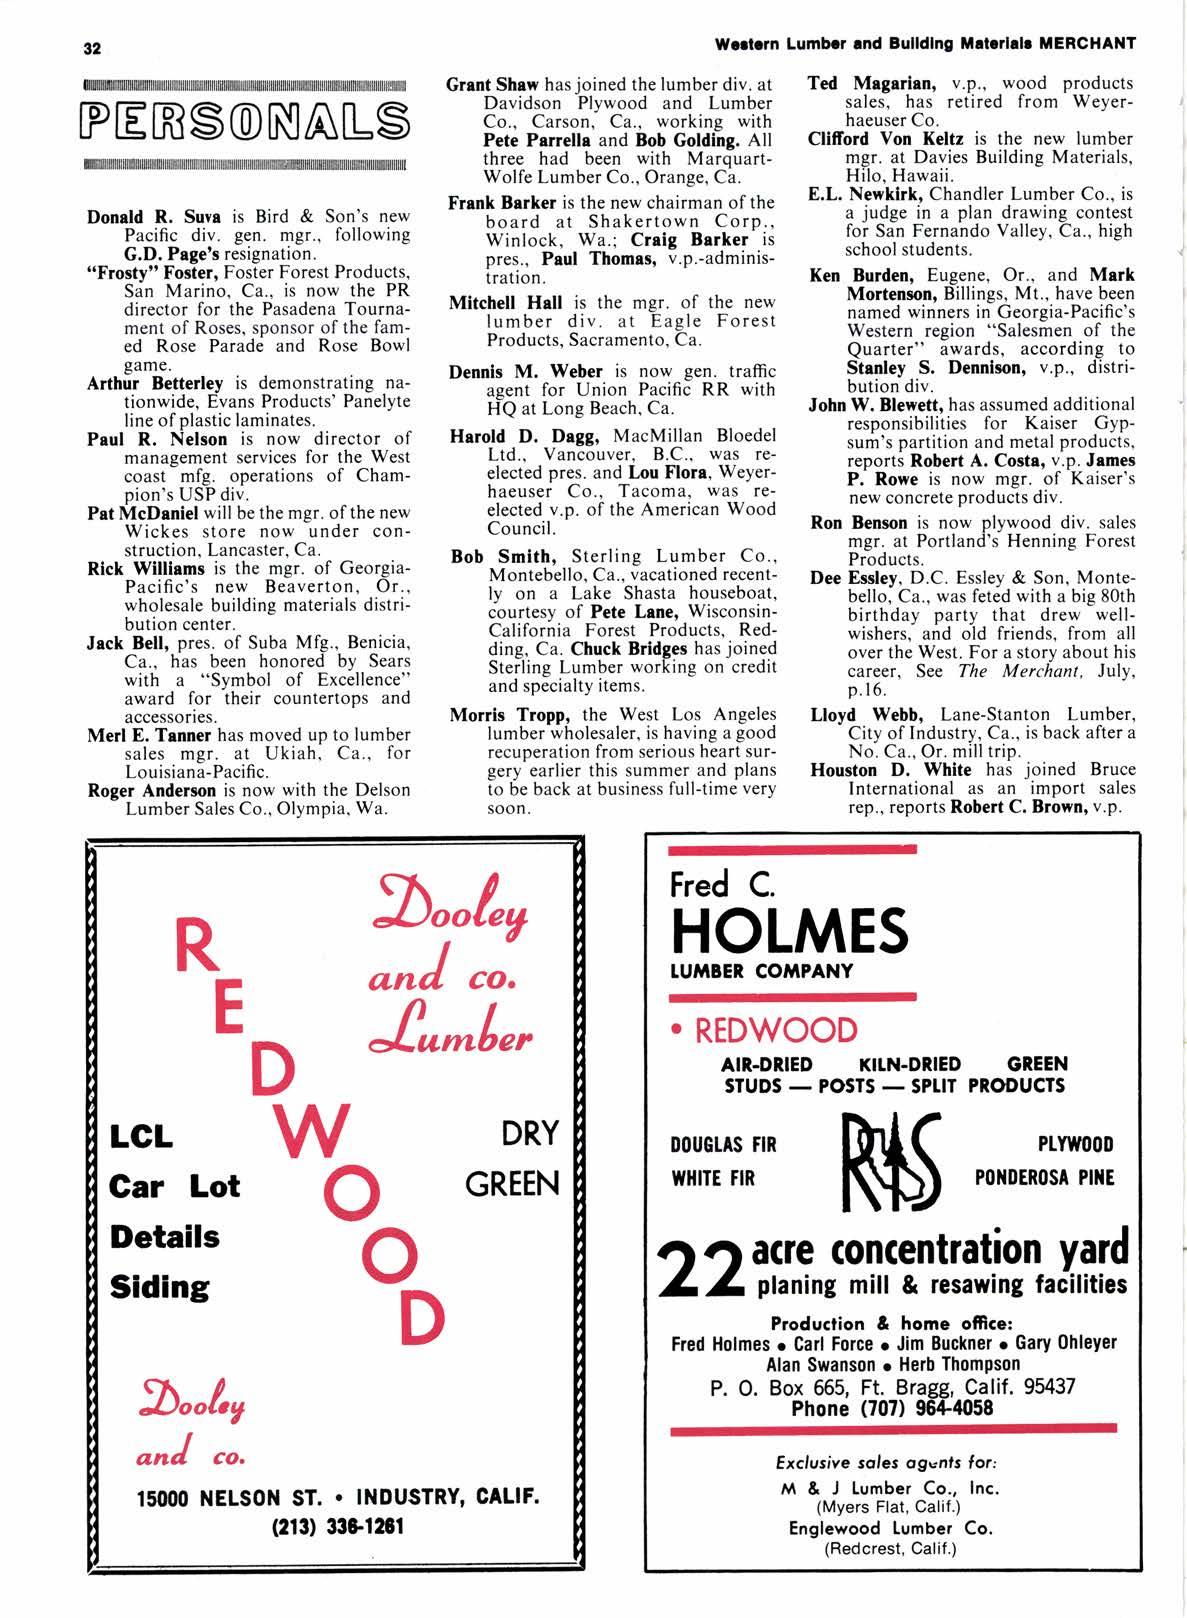 32
Western Lumber and Building Materials MERCHANT
PERSONALS
Donald R. Suva is Bird & Son's new
Pacific div. gen. mgr., following
G.D. Page's resignation.
"Frosty" Foster, Foster Forest Products,
San Marino, Ca., is now the PR
director for the Pasadena Tourna-
ment of Roses, sponsor of the fam-
ed Rose Parade and Rose Bowl
game.
Arthur Betterley is demonstrating na-
tionwide, Evans Products' Panelyte
line of plastic laminates.
Paul R. Nelson is now director of
management services for the West
coast mfg. operations of Cham-
pion's USP div.
Pat McDaniel will be the mgr. of the new
Wickes store now under con-
struction, Lancaster, Ca.
Rick Williams is the mgr. of Georgia-
Pacific's new Beaverton, Or.,
wholesale building materials distri-
bution center.
Jack Bell, pres. of Suba Mfg., Benicia,
Ca., has been honored by Sears
with a "Symbol of Excellence"
award for their countertops and
accessories.
Merl E. Tanner has moved up to lumber
sales mgr. at Ukiah, Ca., for
Louisiana-Pacific.
Roger Anderson is now with the Delson
Lumber Sales Co., Olympia, Wa.
Grant Shaw has joined the lumber div. at
Davidson Plywood and Lumber
Co., Carson, Ca., working with
Pete Parrella and Bob Golding. All
three had been with Marquart-
Wolfe Lumber Co., Orange, Ca.
Frank Barker is the new chairman of the
board at Shakertown Corp.,
Winlock, Wa.; Craig Barker is
pres., Paul Thomas, v.p.-adminis-
tration.
Mitchell Hall is the mgr. of the new
lumber div. at Eagle Forest
Products, Sacramento, Ca.
Dennis M. Weber is now gen. traffic
agent for Union Pacific RR with
HQ at Long Beach, Ca.
Harold D. Dagg, MacMillan Bloedel
Ltd., Vancouver, B.C., was re-
elected pres. and Lou Flora, Weyer-
haeuser Co., Tacoma, was re-
elected v.p. of the American Wood
Council.
Bob Smith, Sterling Lumber Co.,
Montebello, Ca., vacationed recent-
ly on a Lake Shasta houseboat,
courtesy of Pete Lane, Wisconsin-
California Forest Products, Red-
ding, Ca. Chuck Bridges has joined
Sterling Lumber working on credit
and specialty items.
Morris Tropp, the West Los Angeles
lumber wholesaler, is having a good
recuperation from serious heart sur-
gery earlier this summer and plans
to be back at business full-time very
soon.
Ted Magarian, v.p., wood products
sales, has retired from Weyer-
haeuser Co.
Clifford Von Keltz is the new lumber
mgr. at Davies Building Materials,
Hilo, Hawaii.
E.L. Newkirk, Chandler Lumber Co., is
a judge in a plan drawing contest
for San Fernando Valley, Ca., high
school students.
Ken Burden, Eugene, Or., and Mark
Mortenson, Billings, Mt., have been
named winners in Georgia-Pacific's
Western region "Salesmen of the
Quarter" awards, according to
Stanley S. Dennison, v.p., distri-
bution div.
John W. Blewett, has assumed additional
responsibilities for Kaiser Gyp-
sum's partition and metal products,
reports Robert A. Costa, v.p. James
P. Rowe is now mgr. of Kaiser's
new concrete products div.
Ron Benson is now plywood div. sales
mgr. at Portland's Henning Forest
Products.
Dee Essley, D.C. Essley & Son, Monte-
bello, Ca., was feted with a big 80th
birthday party that drew well-
wishers, and old friends, from all
over the West. For a story about his
career, See The Merchant, July,
p.16.
Lloyd Webb, Lane-Stanton Lumber,
City of Industry, Ca., is back after a
No. Ca., Or. mill trip.
Houston D. White has joined Bruce
International as an import sales
rep., reports Robert C. Brown, v.p.
Dooley
and co.
Lumber
REDWOOD
LCL
Car Lot
Details
Siding
DRY
GREEN
Dooley
and co.
15000 NELSON ST. • INDUSTRY, CALIF.
(213) 336-1261
Fred C.
HOLMES
LUMBER COMPANY
• REDWOOD
AIR-DRIED KILN-DRIED GREEN
STUDS — POSTS — SPLIT PRODUCTS
DOUGLAS FIR
WHITE FIR
RIS
PLYWOOD
PONDEROSA PINE
22 acre concentration yard
planing mill & resawing facilities
Production & home office:
Fred Holmes • Carl Force • Jim Buckner • Gary Ohleyer
Alan Swanson • Herb Thompson
P. O. Box 665, Ft. Bragg, Calif. 95437
Phone (707) 964-4058
Exclusive sales agents for:
M & J Lumber Co., Inc.
(Myers Flat, Calif.)
Englewood Lumber Co.
(Redcrest, Calif.)